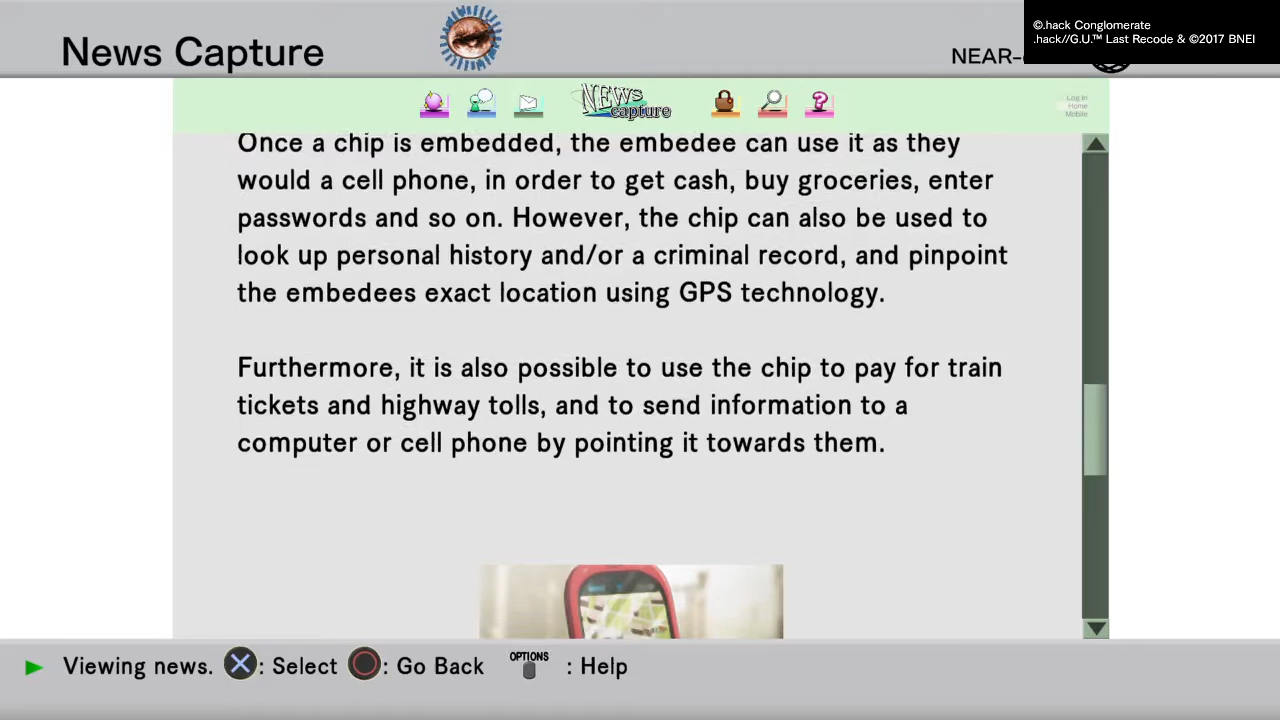 ©.hack Conglomerate
.hack//G.U.™ Last Recode & ©2017 BNEI
News Capture
NEAR-
NEWS
capture
Log In
Home
Mobile
Once a chip is embedded, the embedee can use it as they
would a cell phone, in order to get cash, buy groceries, enter
passwords and so on. However, the chip can also be used to
look up personal history and/or a criminal record, and pinpoint
the embedees exact location using GPS technology.
Furthermore, it is also possible to use the chip to pay for train
tickets and highway tolls, and to send information to a
computer or cell phone by pointing it towards them.
Viewing news. : Select : Go Back OPTIONS : Help